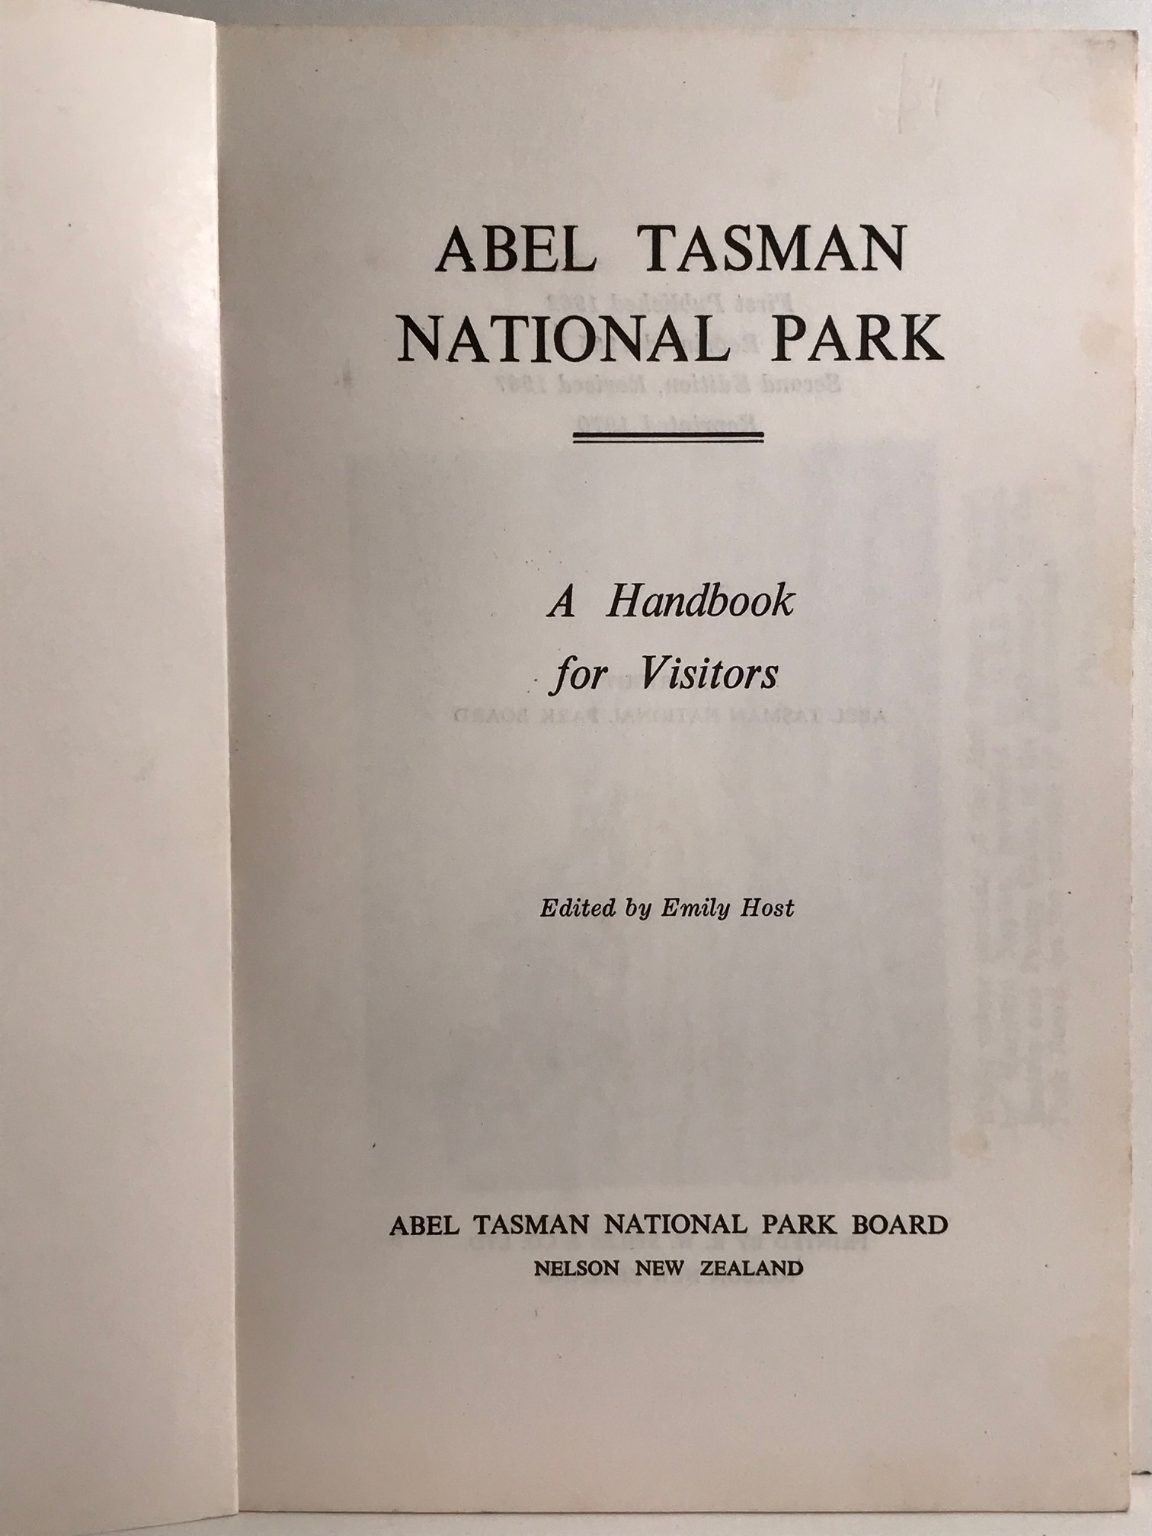 ABEL TASMAN
NATIONAL PARK
A Handbook
for Visitors
Edited by Emily Host
ABEL TASMAN NATIONAL PARK BOARD
NELSON NEW ZEALAND